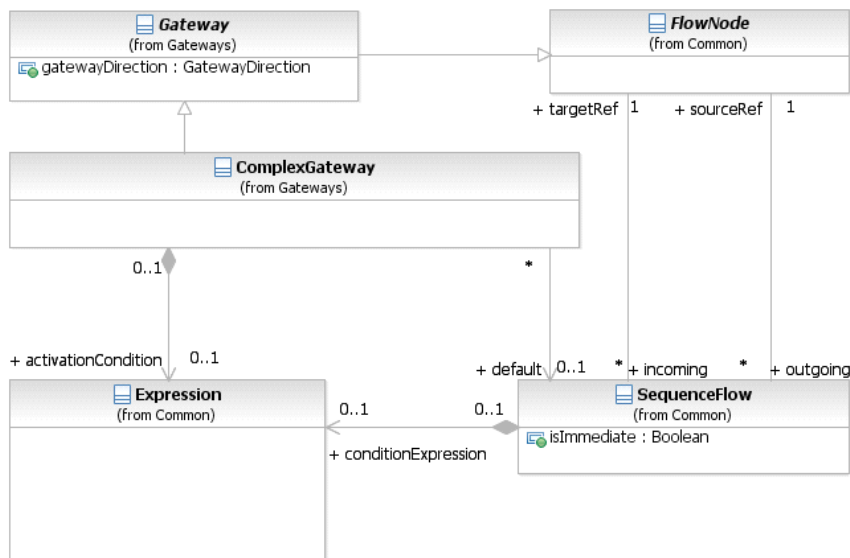 Gateway
(from Gateways)
gatewayDirection : GatewayDirection
FlowNode
(from Common)
+ targetRef 1 + sourceRef 1
ComplexGateway
(from Gateways)
0..1 *
+ activationCondition 0..1
+ default 0..1 * + incoming * + outgoing
Expression
(from Common)
0..1 0..1
+ conditionExpression
SequenceFlow
(from Common)
isImmediate : Boolean